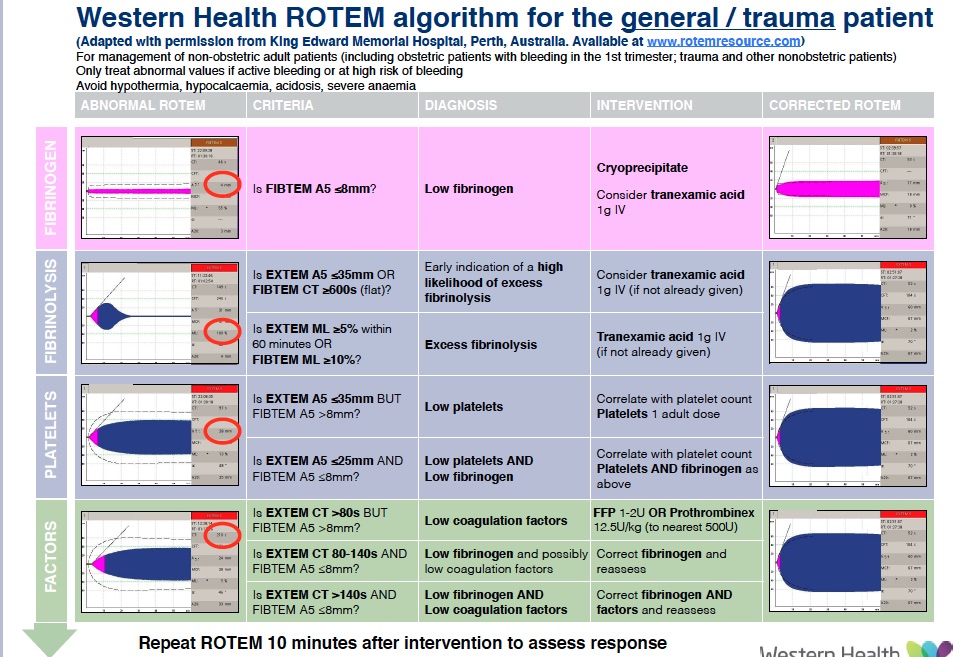 Western Health ROTEM algorithm for the general / trauma patient
(Adapted with permission from King Edward Memorial Hospital, Perth, Australia. Available at www.rotemresource.com)
For management of non-obstetric adult patients (including obstetric patients with bleeding in the 1st trimester; trauma and other nonobstetric patients)
Only treat abnormal values if active bleeding or at high risk of bleeding
Avoid hypothermia, hypocalcaemia, acidosis, severe anaemia
ABNORMAL ROTEM
CRITERIA
DIAGNOSIS
INTERVENTION
CORRECTED ROTEM
FIBRINOGEN
Is FIBTEM A5 ≤8mm?
Low fibrinogen
Cryoprecipitate
Consider tranexamic acid
1g IV
FIBRINOLYSIS
Is EXTEM A5 ≤35mm OR
FIBTEM CT ≥600s (flat)?
Early indication of a high
likelihood of excess
fibrinolysis
Consider tranexamic acid
1g IV (if not already given)
Is EXTEM ML ≥5% within
60 minutes OR
FIBTEM ML ≥10%?
Excess fibrinolysis
Tranexamic acid 1g IV
(if not already given)
PLATELETS
Is EXTEM A5 ≤35mm BUT
FIBTEM A5 >8mm?
Low platelets
Correlate with platelet count
Platelets 1 adult dose
Is EXTEM A5 ≤25mm AND
FIBTEM A5 ≤8mm?
Low platelets AND
Low fibrinogen
Correlate with platelet count
Platelets AND fibrinogen as
above
FACTORS
Is EXTEM CT >80s BUT
FIBTEM A5 >8mm?
Low coagulation factors
FFP 1-2U OR Prothrombinex
12.5U/kg (to nearest 500U)
Is EXTEM CT 80-140s AND
FIBTEM A5 ≤8mm?
Low fibrinogen and possibly
low coagulation factors
Correct fibrinogen and
reassess
Is EXTEM CT >140s AND
FIBTEM A5 ≤8mm?
Low fibrinogen AND
Low coagulation factors
Correct fibrinogen AND
factors and reassess
Repeat ROTEM 10 minutes after intervention to assess response
Western Health